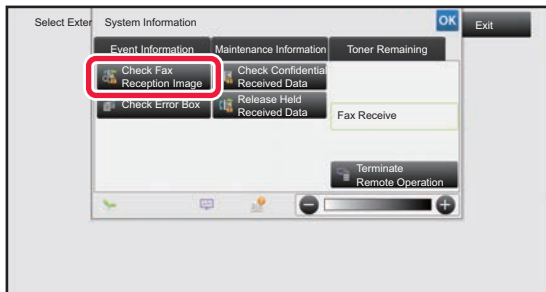 Select Exter
System Information
OK
Exit
Event Information
Maintenance Information
Toner Remaining
Check Fax
Reception Image
Check Confidential
Received Data
Check Error Box
Release Held
Received Data
Fax Receive
Terminate
Remote Operation